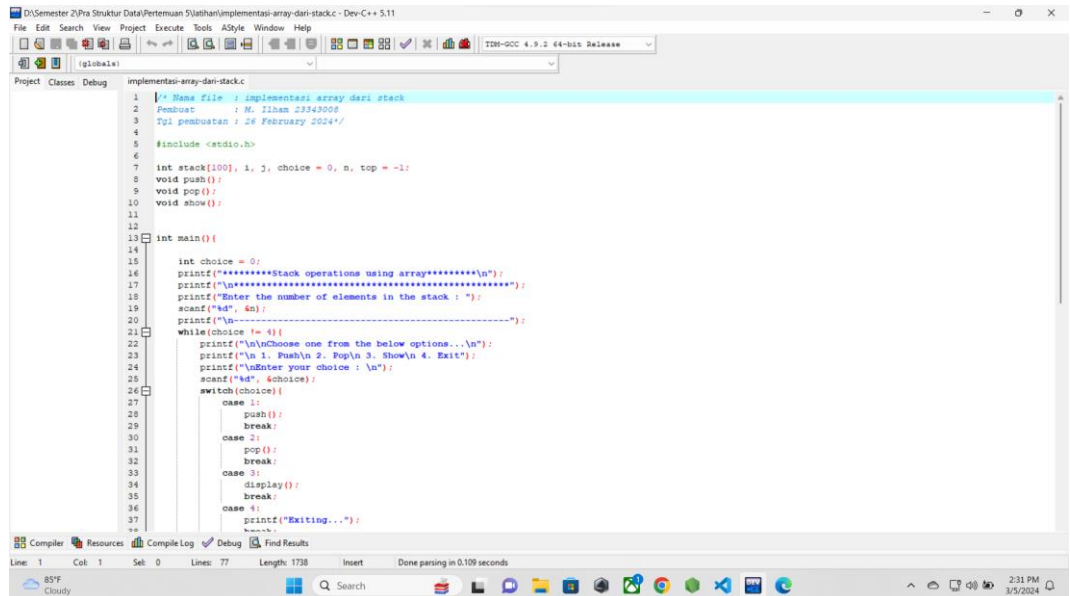 D:\Semester 2\Pra Struktur Data\Pertemuan 5\latihan\implementasi-array-dari-stack.c - Dev-C++ 5.11
File Edit Search View Project Execute Tools AStyle Window Help
TDM-GCC 4.9.2 64-bit Release
(globals)
Project Classes Debug implementasi-array-dari-stack.c
1 /* Nama file : implementasi array dari stack
2 Pembuat : M. Ilham 23343008
3 Tgl pembuatan : 26 February 2024*/
4
5 #include <stdio.h>
6
7 int stack[100], i, j, choice = 0, n, top = -1;
8 void push();
9 void pop();
10 void show();
11
12
13 int main(){
14
15 int choice = 0;
16 printf("*********Stack operations using array*********\n");
17 printf("\n****************************************************");
18 printf("Enter the number of elements in the stack : ");
19 scanf("%d", &n);
20 printf("\n----------------------------------------------------");
21 while(choice != 4){
22 printf("\n\nChoose one from the below options...\n");
23 printf("\n 1. Push\n 2. Pop\n 3. Show\n 4. Exit");
24 printf("\nEnter your choice : \n");
25 scanf("%d", &choice);
26 switch(choice){
27 case 1:
28 push();
29 break;
30 case 2:
31 pop();
32 break;
33 case 3:
34 display();
35 break;
36 case 4:
37 printf("Exiting...");
Compiler Resources Compile Log Debug Find Results
Line: 1 Col: 1 Sel: 0 Lines: 77 Length: 1738 Insert Done parsing in 0.109 seconds
85°F
Cloudy
Search
2:31 PM
3/5/2024